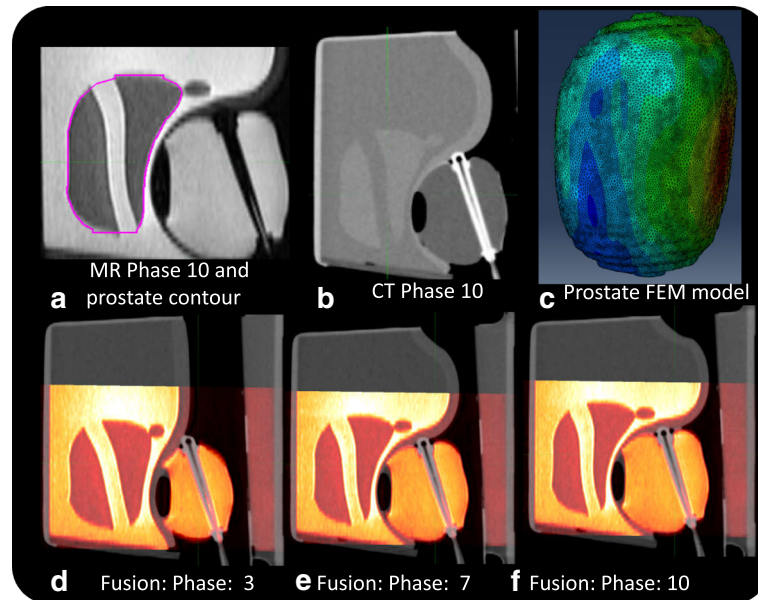 MR Phase 10 and
a prostate contour
b CT Phase 10
c Prostate FEM model
d Fusion: Phase: 3
e Fusion: Phase: 7
f Fusion: Phase: 10